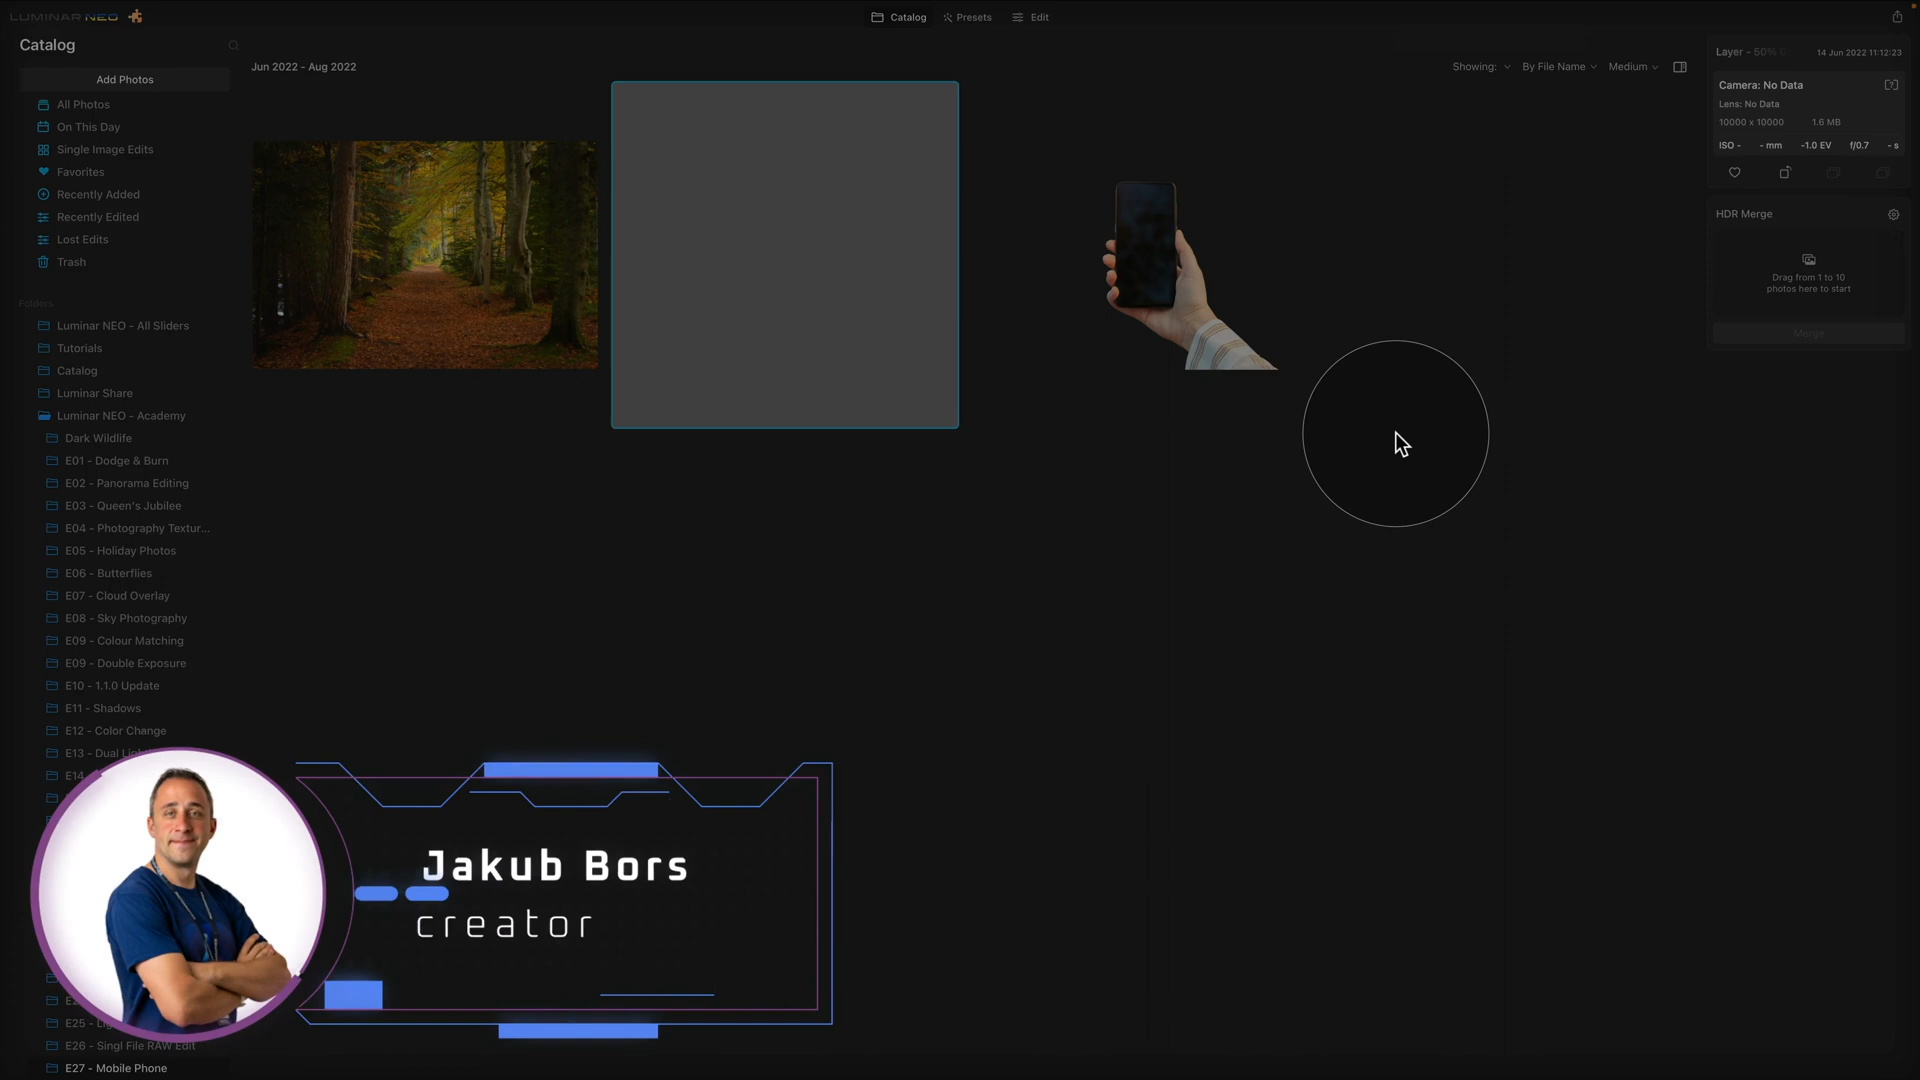 LUMINAR NEO
Catalog
Presets
Edit
Catalog
Add Photos
All Photos
On This Day
Single Image Edits
Favorites
Recently Added
Recently Edited
Lost Edits
Trash
Folders
Luminar NEO - All Sliders
Tutorials
Catalog
Luminar Share
Luminar NEO - Academy
Dark Wildlife
E01 - Dodge & Burn
E02 - Panorama Editing
E03 - Queen's Jubilee
E04 - Photography Textur...
E05 - Holiday Photos
E06 - Butterflies
E07 - Cloud Overlay
E08 - Sky Photography
E09 - Colour Matching
E09 - Double Exposure
E10 - 1.1.0 Update
E11 - Shadows
E12 - Color Change
E13 - Dual
E14
E25 -
E26 - Singl File RAW Edit
E27 - Mobile Phone
Jun 2022 - Aug 2022
Showing:
By File Name
Medium
Layer - 50%
14 Jun 2022 11:12:23
Camera: No Data
Lens: No Data
10000 x 10000 1.6 MB
ISO - - mm -1.0 EV f/0.7 - s
HDR Merge
Drag from 1 to 10
photos here to start
Merge
Jakub Bors
creator